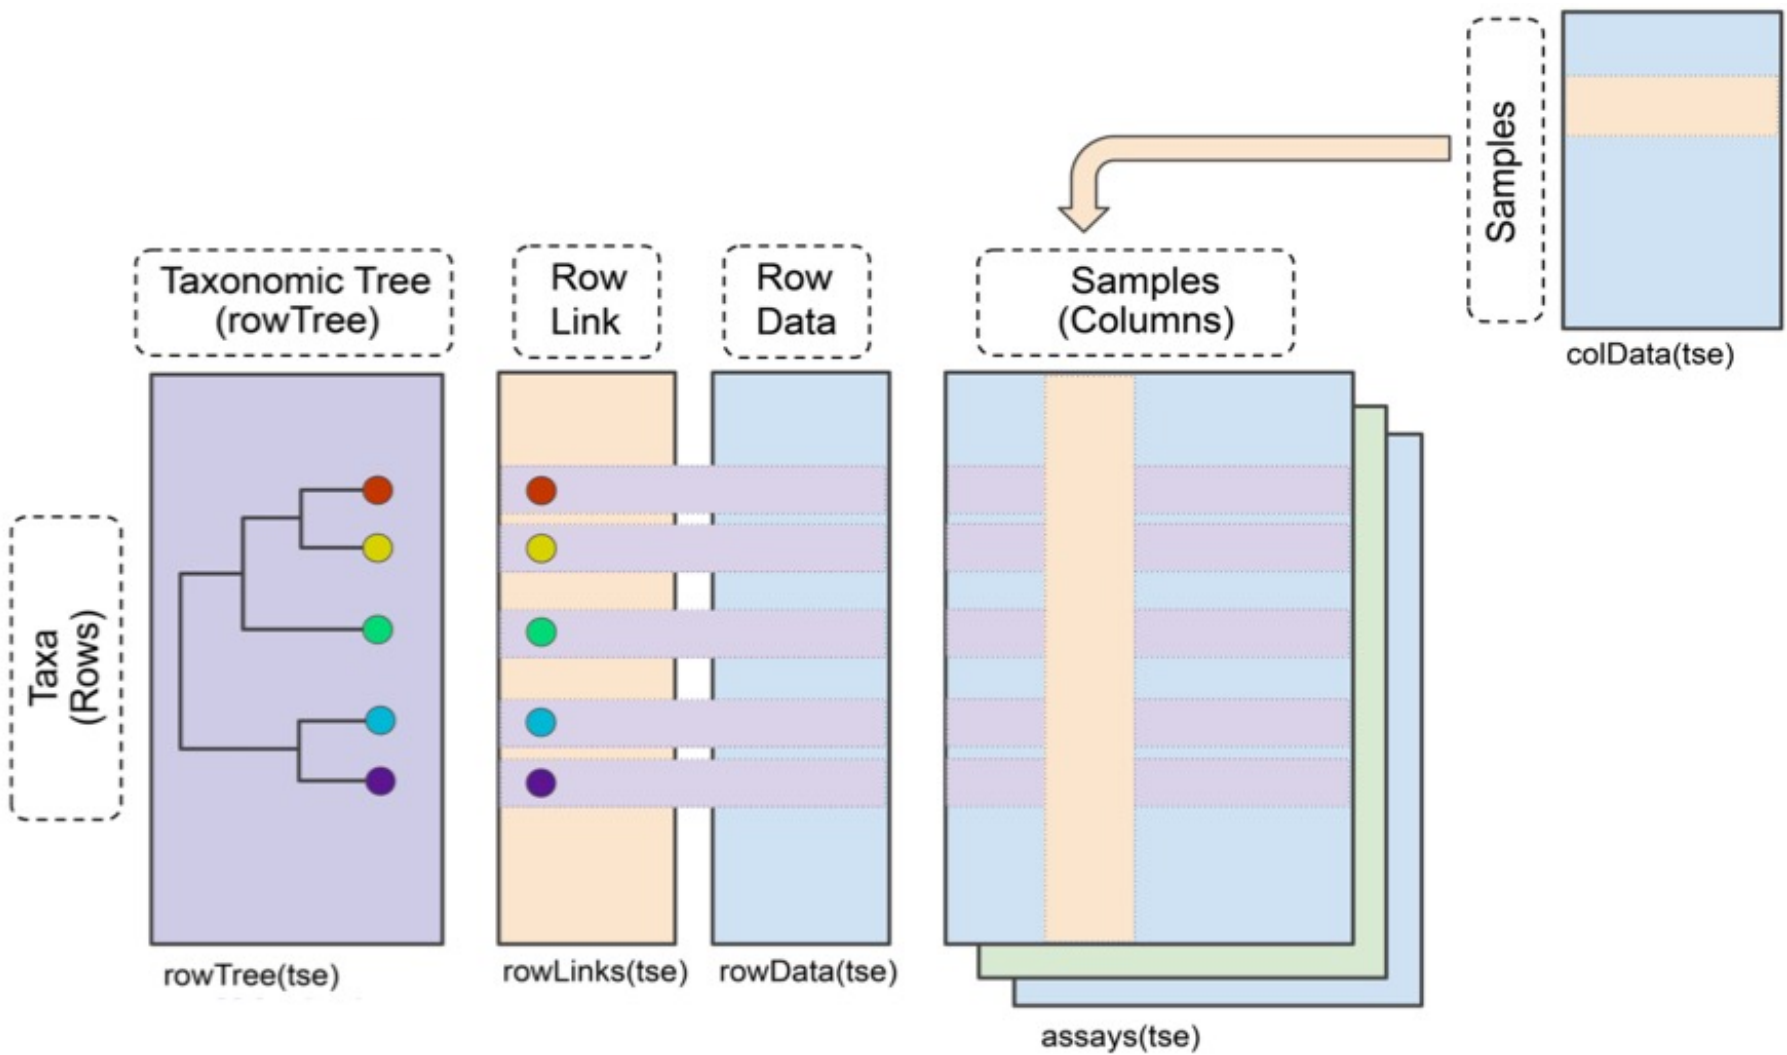 Samples
colData(tse)
Taxonomic Tree
(rowTree)
Row
Link
Row
Data
Samples
(Columns)
Taxa
(Rows)
rowTree(tse)
rowLinks(tse)
rowData(tse)
assays(tse)